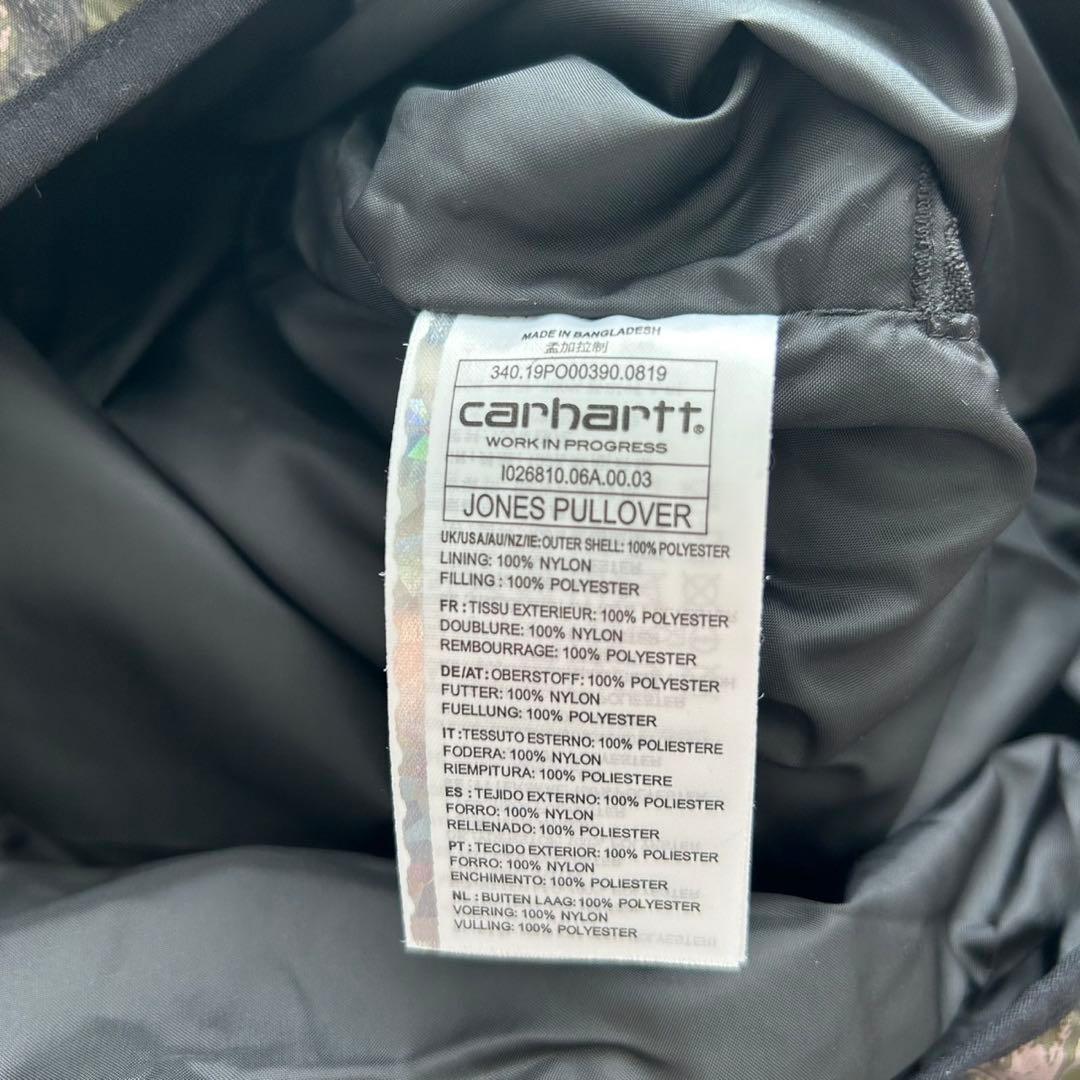 MADE IN BANGLADESH
孟加拉制
340.19PO00390.0819
carhartt®
WORK IN PROGRESS
I026810.06A.00.03
JONES PULLOVER
UK/USA/AU/NZ/IE:OUTER SHELL: 100% POLYESTER
LINING: 100% NYLON
FILLING : 100% POLYESTER
FR : TISSU EXTERIEUR: 100% POLYESTER
DOUBLURE: 100% NYLON
REMBOURRAGE: 100% POLYESTER
DE/AT: OBERSTOFF: 100% POLYESTER
FUTTER: 100% NYLON
FUELLUNG: 100% POLYESTER
IT :TESSUTO ESTERNO: 100% POLIESTERE
FODERA: 100% NYLON
RIEMPITURA: 100% POLIESTERE
ES : TEJIDO EXTERNO: 100% POLIESTER
FORRO: 100% NYLON
RELLENADO: 100% POLIESTER
PT : TECIDO EXTERIOR: 100% POLIESTER
FORRO: 100% NYLON
ENCHIMENTO: 100% POLIESTER
NL : BUITEN LAAG: 100% POLYESTER
VOERING: 100% NYLON
VULLING: 100% POLYESTER